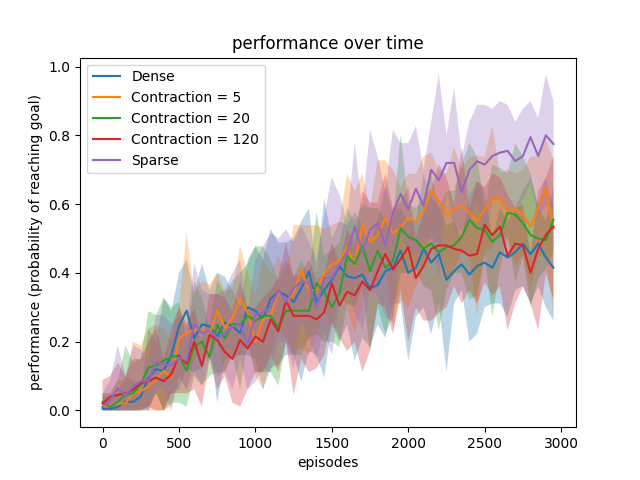 performance over time
Dense
Contraction = 5
Contraction = 20
Contraction = 120
Sparse
performance (probability of reaching goal)
1.0
0.8
0.6
0.4
0.2
0.0
0 500 1000 1500 2000 2500 3000
episodes